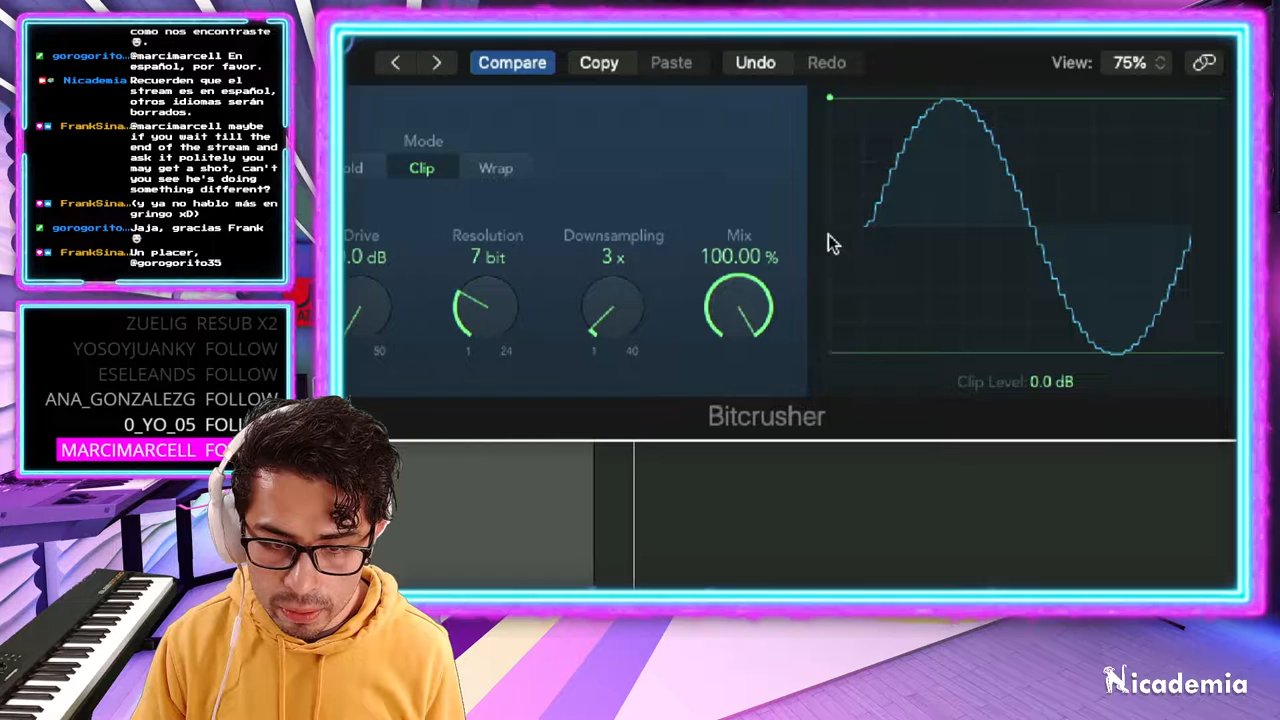 como nos encontraste
gorogorito.. @marcimarcell En
español, por favor.
Nicademia Recuerden que el
stream es en español,
otros idiomas serán
borrados.
FrankSina.. @marcimarcell maybe
if you wait till the
end of the stream and
ask it politely you
may get a shot, can't
you see he's doing
something different?
FrankSina.. (y ya no hablo más en
gringo xD)
gorogorito.. Jaja, gracias Frank
FrankSina.. Un placer,
@gorogorito35
ZUELIG RESUB X2
YOSOYJUANKY FOLLOW
ESELEANDS FOLLOW
ANA_GONZALEZG FOLLOW
0_YO_05 FOLL
MARCIMARCELL FO
Compare Copy Paste Undo Redo View: 75%
Mode
old Clip Wrap
Drive Resolution Downsampling Mix
0.0 dB 7 bit 3 x 100.00 %
50 1 24 1 40
Clip Level: 0.0 dB
Bitcrusher
Nicademia